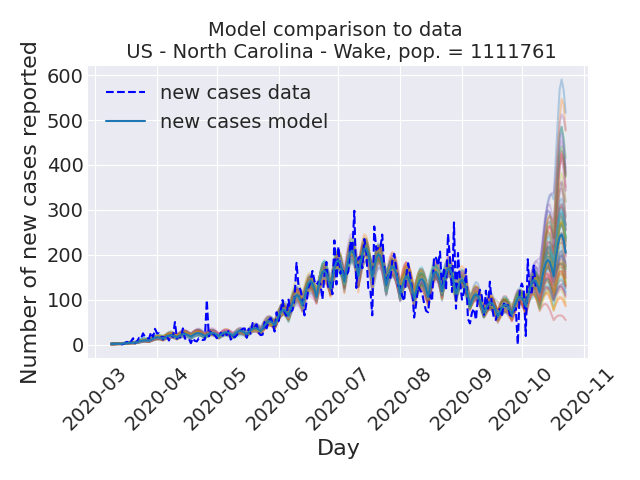 Model comparison to data
US - North Carolina - Wake, pop. = 1111761
Number of new cases reported
600
500
400
300
200
100
0
new cases data
new cases model
2020-03
2020-04
2020-05
2020-06
2020-07
2020-08
2020-09
2020-10
2020-11
Day